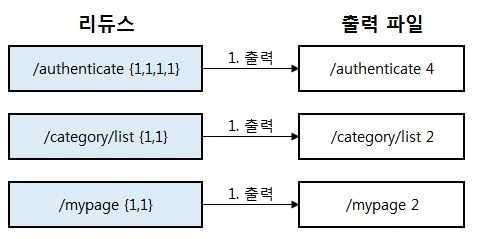 리듀스 출력 파일
/authenticate {1,1,1,1} 1. 출력 /authenticate 4
/category/list {1,1} 1. 출력 /category/list 2
/mypage {1,1} 1. 출력 /mypage 2